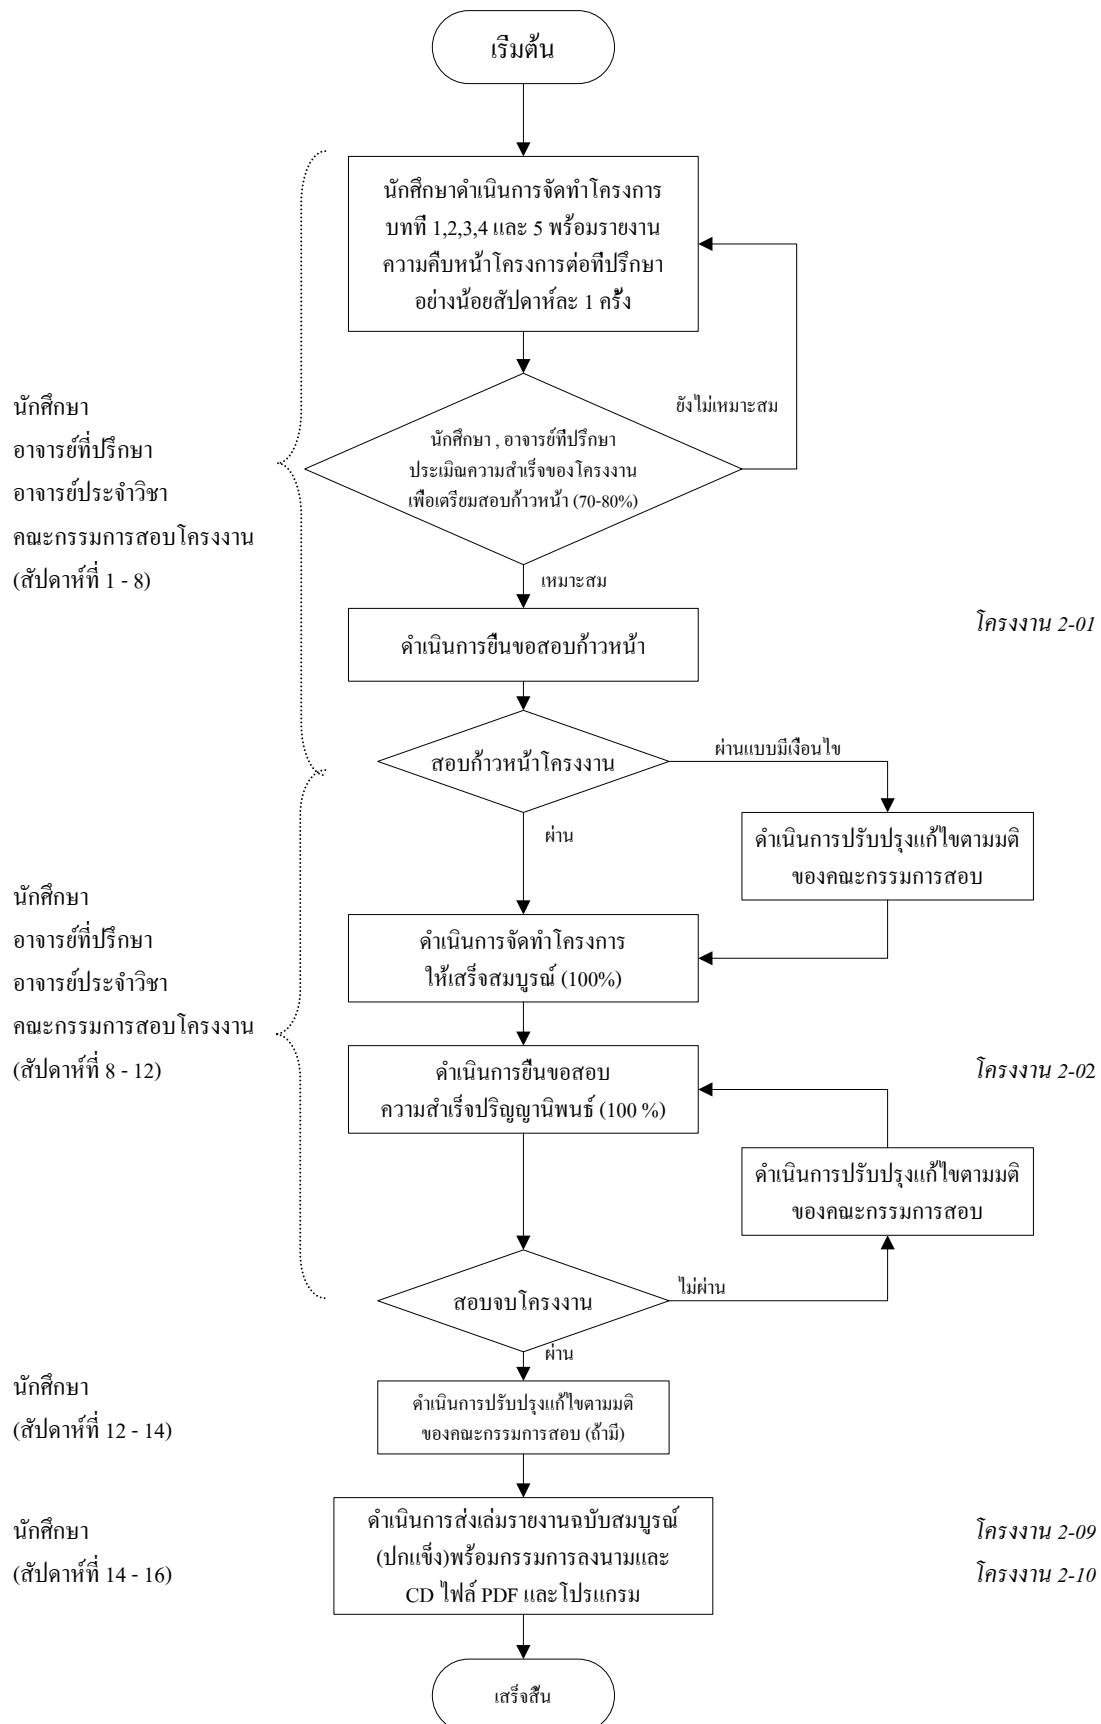 เริ่มต้น
นักศึกษาดำเนินการจัดทำโครงการ
บทที่ 1,2,3,4 และ 5 พร้อมรายงาน
ความคืบหน้าโครงการต่อที่ปรึกษา
อย่างน้อยสัปดาห์ละ 1 ครั้ง
ยังไม่เหมาะสม
นักศึกษา
อาจารย์ที่ปรึกษา
อาจารย์ประจำวิชา
คณะกรรมการสอบโครงงาน
(สัปดาห์ที่ 1 - 8)
นักศึกษา , อาจารย์ที่ปรึกษา
ประเมิณความสำเร็จของโครงงาน
เพื่อเตรียมสอบก้าวหน้า (70-80%)
เหมาะสม
โครงงาน 2-01
ดำเนินการยื่นขอสอบก้าวหน้า
สอบก้าวหน้าโครงงาน
ผ่านแบบมีเงื่อนไข
ผ่าน
ดำเนินการปรับปรุงแก้ไขตามมติ
ของคณะกรรมการสอบ
นักศึกษา
อาจารย์ที่ปรึกษา
อาจารย์ประจำวิชา
คณะกรรมการสอบโครงงาน
(สัปดาห์ที่ 8 - 12)
ดำเนินการจัดทำโครงการ
ให้เสร็จสมบูรณ์ (100%)
ดำเนินการยื่นขอสอบ
ความสำเร็จปริญญานิพนธ์ (100 %)
โครงงาน 2-02
ดำเนินการปรับปรุงแก้ไขตามมติ
ของคณะกรรมการสอบ
สอบจบโครงงาน
ไม่ผ่าน
ผ่าน
นักศึกษา
(สัปดาห์ที่ 12 - 14)
ดำเนินการปรับปรุงแก้ไขตามมติ
ของคณะกรรมการสอบ (ถ้ามี)
นักศึกษา
(สัปดาห์ที่ 14 - 16)
ดำเนินการส่งเล่มรายงานฉบับสมบูรณ์
(ปกแข็ง)พร้อมกรรมการลงนามและ
CD ไฟล์ PDF และโปรแกรม
โครงงาน 2-09
โครงงาน 2-10
เสร็จสิ้น